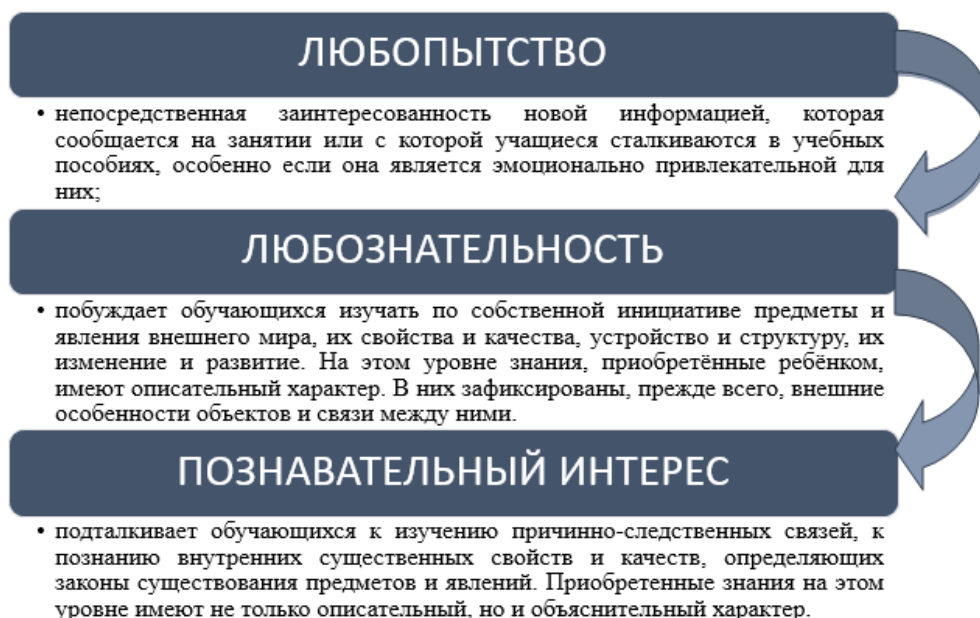 ЛЮБОПЫТСТВО
• непосредственная заинтересованность новой информацией, которая
сообщается на занятии или с которой учащиеся сталкиваются в учебных
пособиях, особенно если она является эмоционально привлекательной для
них;
ЛЮБОЗНАТЕЛЬНОСТЬ
• побуждает обучающихся изучать по собственной инициативе предметы и
явления внешнего мира, их свойства и качества, устройство и структуру, их
изменение и развитие. На этом уровне знания, приобретённые ребёнком,
имеют описательный характер. В них зафиксированы, прежде всего, внешние
особенности объектов и связи между ними.
ПОЗНАВАТЕЛЬНЫЙ ИНТЕРЕС
• подталкивает обучающихся к изучению причинно-следственных связей, к
познанию внутренних существенных свойств и качеств, определяющих
законы существования предметов и явлений. Приобретенные знания на этом
уровне имеют не только описательный, но и объяснительный характер.